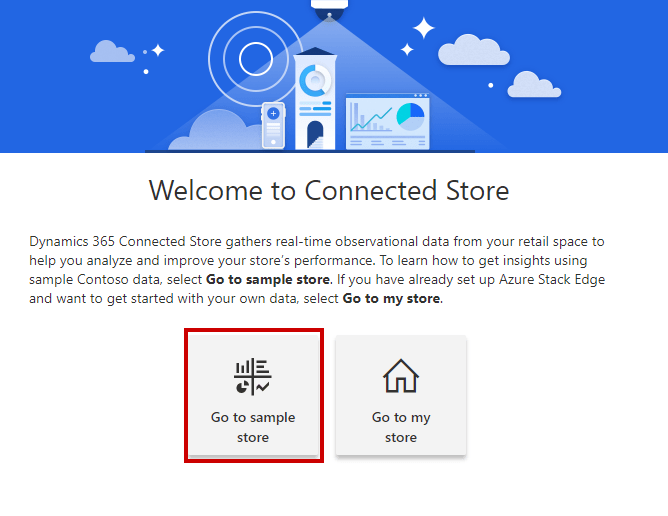 Welcome to Connected Store
Dynamics 365 Connected Store gathers real-time observational data from your retail space to
help you analyze and improve your store's performance. To learn how to get insights using
sample Contoso data, select Go to sample store. If you have already set up Azure Stack Edge
and want to get started with your own data, select Go to my store.
Go to sample
store
Go to my
store